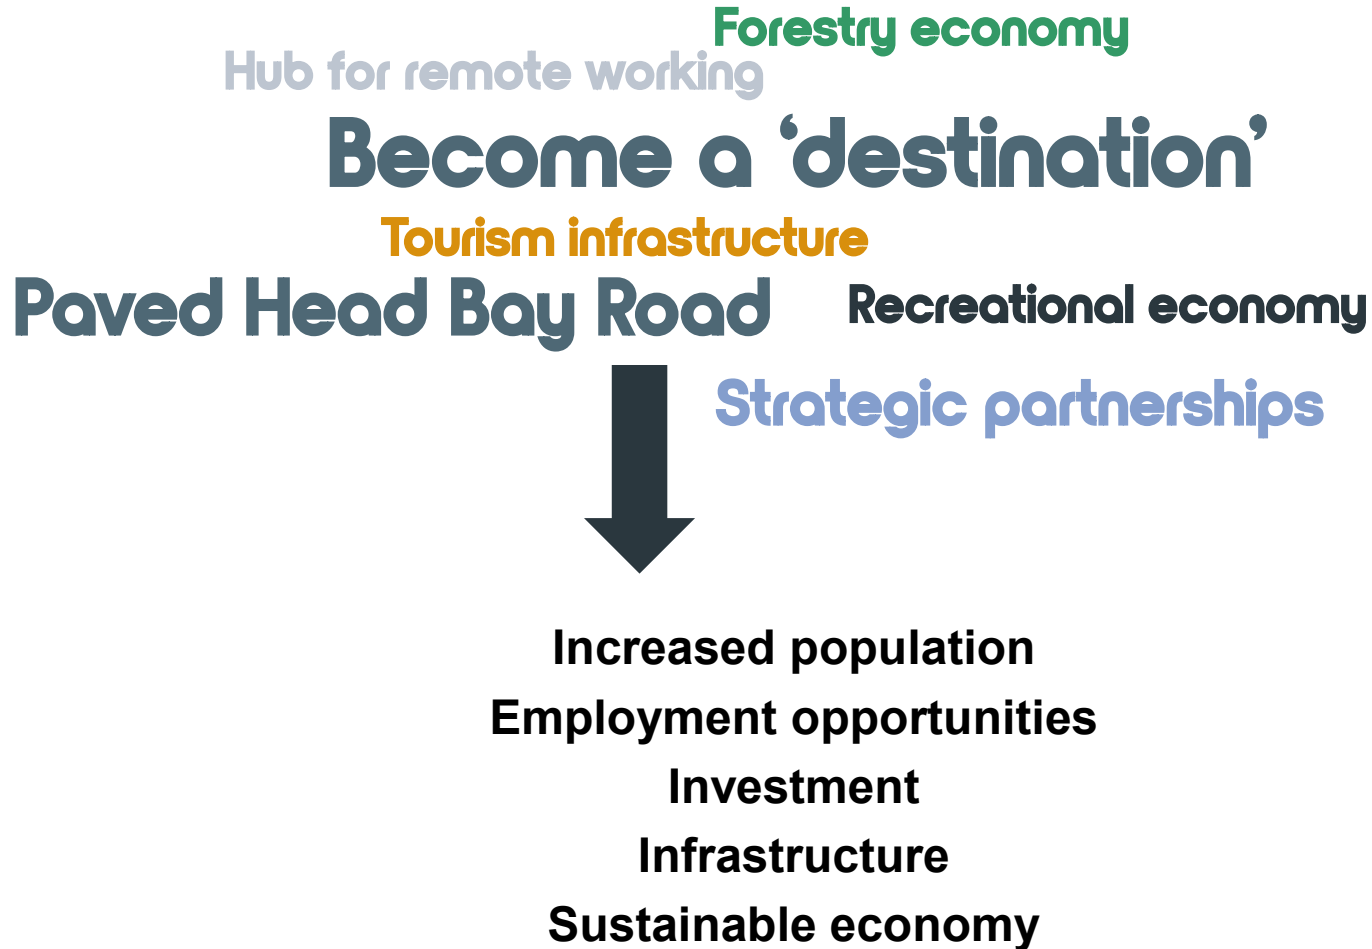 Forestry economy
Hub for remote working
Become a ‘destination’
Tourism infrastructure
Paved Head Bay Road
Recreational economy
Strategic partnerships
Increased population
Employment opportunities
Investment
Infrastructure
Sustainable economy